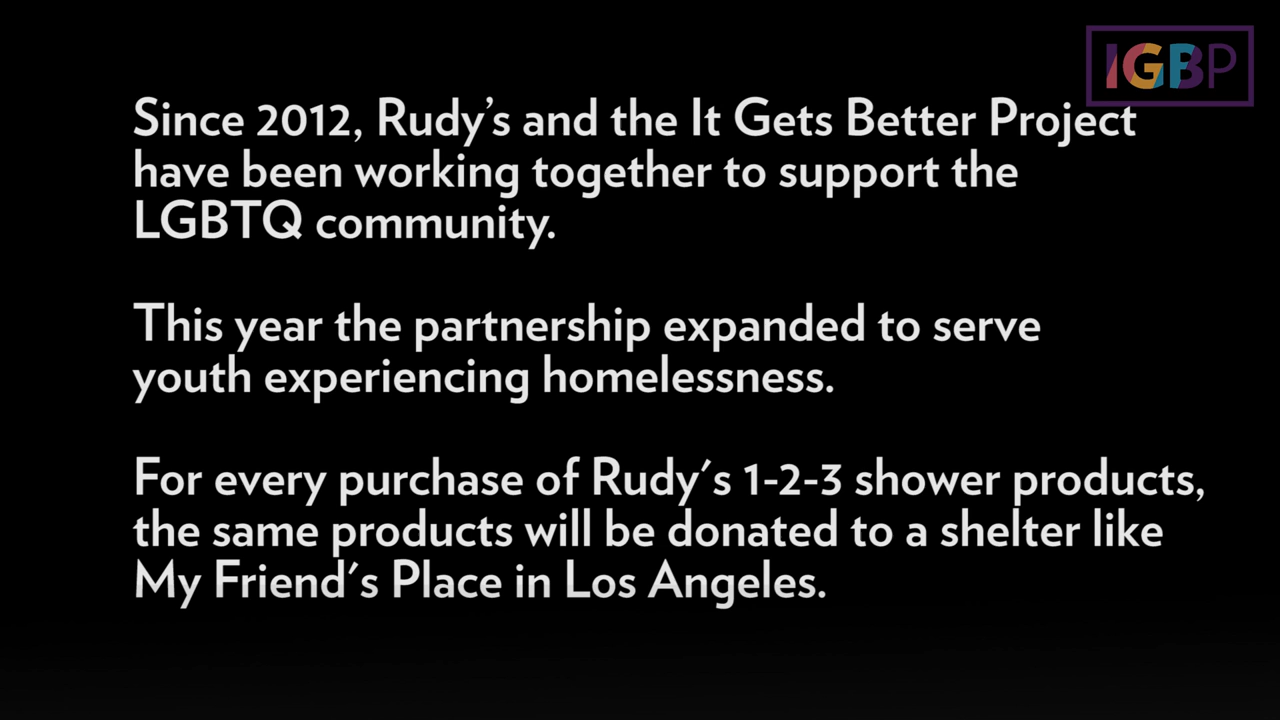 IGBP
Since 2012, Rudy’s and the It Gets Better Project
have been working together to support the
LGBTQ community.
This year the partnership expanded to serve
youth experiencing homelessness.
For every purchase of Rudy's 1-2-3 shower products,
the same products will be donated to a shelter like
My Friend's Place in Los Angeles.